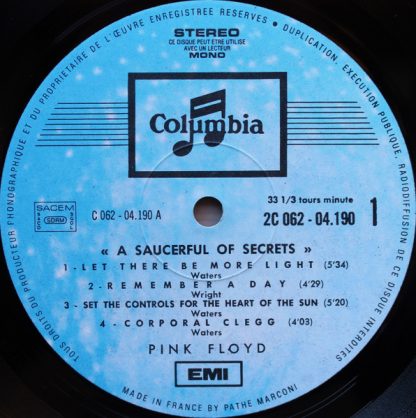 TOUS DROITS DU PRODUCTEUR PHONOGRAPHIQUE ET DU PROPRIETAIRE DE L'ŒUVRE ENREGISTREE RESERVES • DUPLICATION, EXECUTION PUBLIQUE, RADIODIFFUSION DE CE DISQUE INTERDITES
STEREO
CE DISQUE PEUT ÊTRE UTILISÉ
AVEC UN LECTEUR
MONO
Columbia
SACEM
SDRM
C 062 - 04.190 A
33 1/3 tours minute
2C 062-04.190 1
« A SAUCERFUL OF SECRETS »
1 - LET THERE BE MORE LIGHT (5'34)
Waters
2 - REMEMBER A DAY (4'29)
Wright
3 - SET THE CONTROLS FOR THE HEART OF THE SUN (5'20)
Waters
4 - CORPORAL CLEGG (4'03)
Waters
PINK FLOYD
EMI
MADE IN FRANCE BY PATHE MARCONI